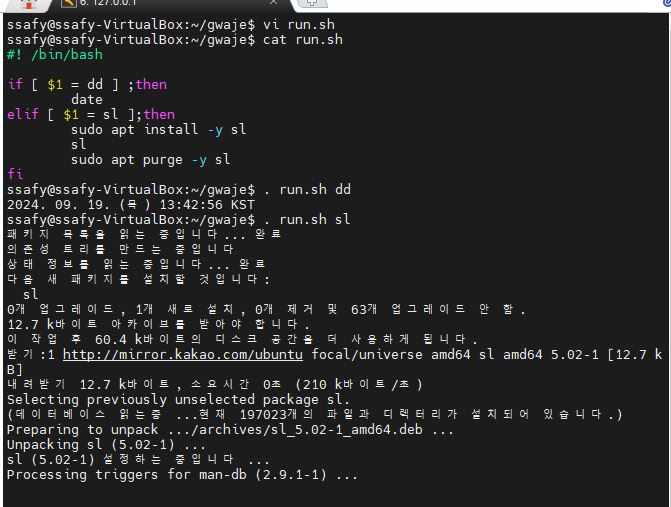 6. 127.0.0.1
ssafy@ssafy-VirtualBox:~/gwaje$ vi run.sh
ssafy@ssafy-VirtualBox:~/gwaje$ cat run.sh
#! /bin/bash
if [ $1 = dd ] ;then
date
elif [ $1 = sl ];then
sudo apt install -y sl
sl
sudo apt purge -y sl
fi
ssafy@ssafy-VirtualBox:~/gwaje$ . run.sh dd
2024. 09. 19. (목) 13:42:56 KST
ssafy@ssafy-VirtualBox:~/gwaje$ . run.sh sl
패키지 목록을 읽는 중입니다... 완료
의존성 트리를 만드는 중입니다
상태 정보를 읽는 중입니다... 완료
다음 새 패키지를 설치할 것입니다:
sl
0개 업그레이드, 1개 새로 설치, 0개 제거 및 63개 업그레이드 안 함.
12.7 k바이트 아카이브를 받아야 합니다.
이 작업 후 60.4 k바이트의 디스크 공간을 더 사용하게 됩니다.
받기:1 http://mirror.kakao.com/ubuntu focal/universe amd64 sl amd64 5.02-1 [12.7 k
B]
내려받기 12.7 k바이트, 소요시간 0초 (210 k바이트/초)
Selecting previously unselected package sl.
(데이터베이스 읽는중 ...현재 197023개의 파일과 디렉터리가 설치되어 있습니다.)
Preparing to unpack .../archives/sl_5.02-1_amd64.deb ...
Unpacking sl (5.02-1) ...
sl (5.02-1) 설정하는 중입니다 ...
Processing triggers for man-db (2.9.1-1) ...